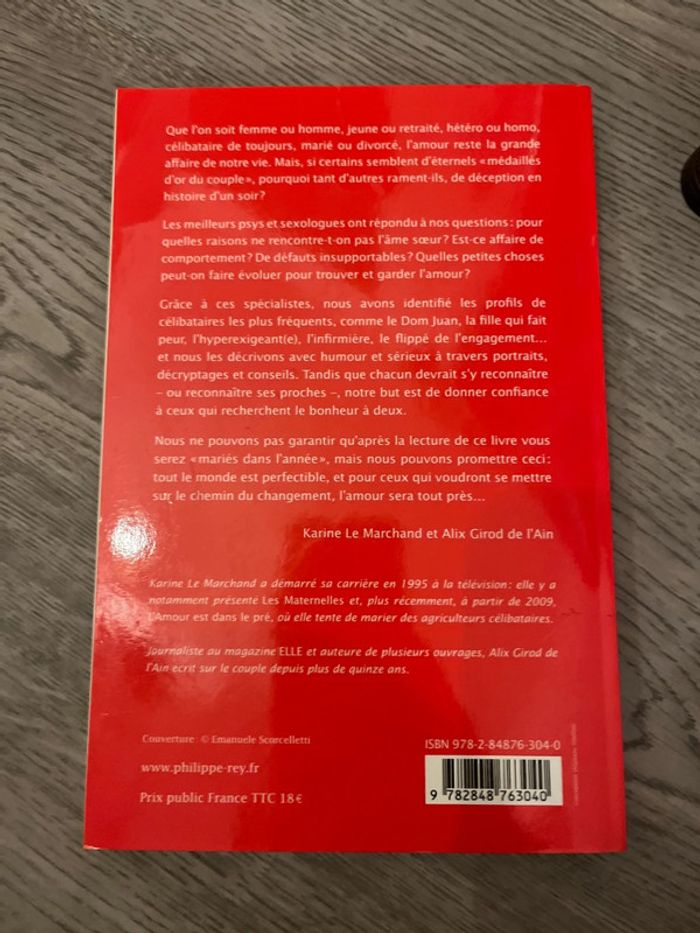 Que l'on soit femme ou homme, jeune ou retraité, hétéro ou homo,
célibataire de toujours, marié ou divorcé, l'amour reste la grande
affaire de notre vie. Mais, si certains semblent d'éternels «médaillés
d'or du couple», pourquoi tant d'autres rament-ils, de déception en
histoire d'un soir?
Les meilleurs psys et sexologues ont répondu à nos questions : pour
quelles raisons ne rencontre-t-on pas l'âme sœur? Est-ce affaire de
comportement? De défauts insupportables? Quelles petites choses
peut-on faire évoluer pour trouver et garder l'amour?
Grâce à ces spécialistes, nous avons identifié les profils de
célibataires les plus fréquents, comme le Dom Juan, la fille qui fait
peur, l'hyperexigeant(e), l'infirmière, le flippé de l'engagement...
et nous les décrivons avec humour et sérieux à travers portraits,
décryptages et conseils. Tandis que chacun devrait s'y reconnaître
– ou reconnaître ses proches –, notre but est de donner confiance
à ceux qui recherchent le bonheur à deux.
Nous ne pouvons pas garantir qu'après la lecture de ce livre vous
serez «mariés dans l'année», mais nous pouvons promettre ceci :
tout le monde est perfectible, et pour ceux qui voudront se mettre
sur le chemin du changement, l'amour sera tout près...
Karine Le Marchand et Alix Girod de l'Ain
Karine Le Marchand a démarré sa carrière en 1995 à la télévision : elle y a
notamment présenté Les Maternelles et, plus récemment, à partir de 2009,
L'Amour est dans le pré, où elle tente de marier des agriculteurs célibataires.
Journaliste au magazine ELLE et auteure de plusieurs ouvrages, Alix Girod de
l'Ain écrit sur le couple depuis plus de quinze ans.
Couverture : © Emanuele Scorcelletti
ISBN 978-2-84876-304-0
www.philippe-rey.fr
Prix public France TTC 18 €
9 782848 763040